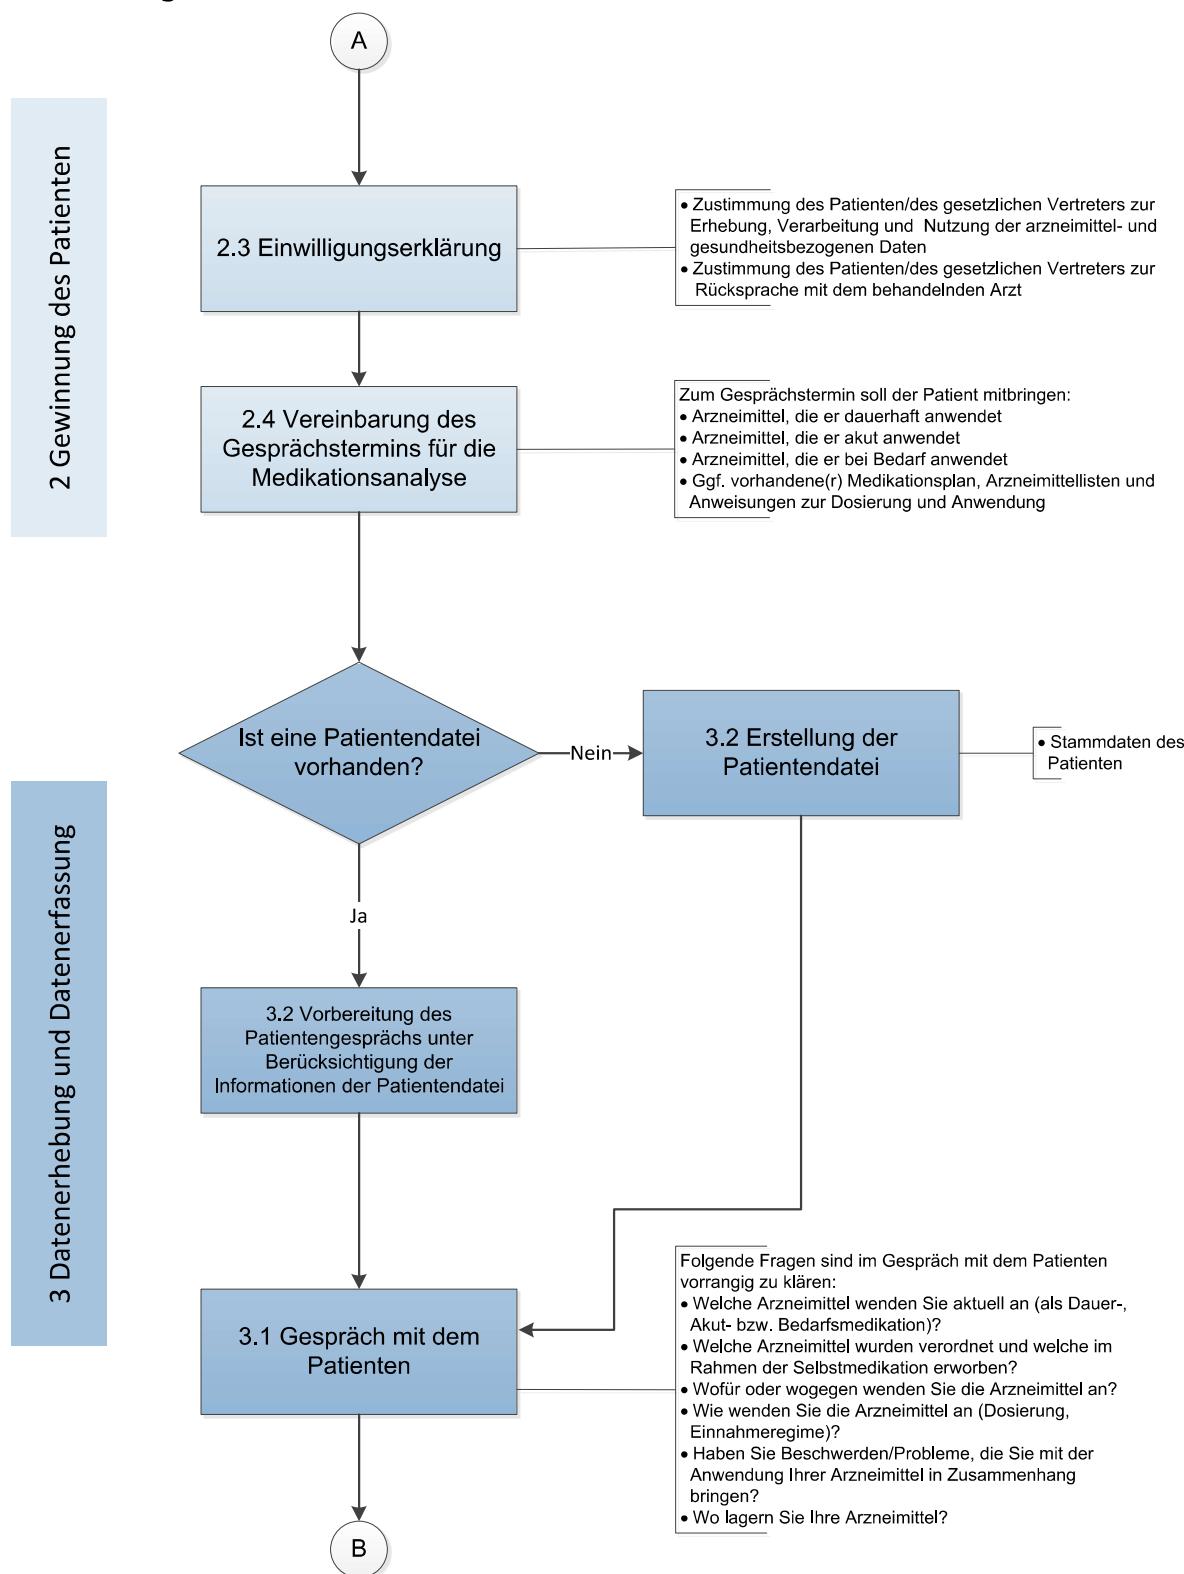 A
2 Gewinnung des Patienten
2.3 Einwilligungserklärung
• Zustimmung des Patienten/des gesetzlichen Vertreters zur
Erhebung, Verarbeitung und Nutzung der arzneimittel- und
gesundheitsbezogenen Daten
• Zustimmung des Patienten/des gesetzlichen Vertreters zur
Rücksprache mit dem behandelnden Arzt
2.4 Vereinbarung des
Gesprächstermins für die
Medikationsanalyse
Zum Gesprächstermin soll der Patient mitbringen:
• Arzneimittel, die er dauerhaft anwendet
• Arzneimittel, die er akut anwendet
• Arzneimittel, die er bei Bedarf anwendet
• Ggf. vorhandene(r) Medikationsplan, Arzneimittellisten und
Anweisungen zur Dosierung und Anwendung
3 Datenerhebung und Datenerfassung
Ist eine Patientendatei
vorhanden?
Nein
3.2 Erstellung der
Patientendatei
• Stammdaten des
Patienten
Ja
3.2 Vorbereitung des
Patientengesprächs unter
Berücksichtigung der
Informationen der Patientendatei
3.1 Gespräch mit dem
Patienten
Folgende Fragen sind im Gespräch mit dem Patienten
vorrangig zu klären:
• Welche Arzneimittel wenden Sie aktuell an (als Dauer-,
Akut- bzw. Bedarfsmedikation)?
• Welche Arzneimittel wurden verordnet und welche im
Rahmen der Selbstmedikation erworben?
• Wofür oder wogegen wenden Sie die Arzneimittel an?
• Wie wenden Sie die Arzneimittel an (Dosierung,
Einnahmeregime)?
• Haben Sie Beschwerden/Probleme, die Sie mit der
Anwendung Ihrer Arzneimittel in Zusammenhang
bringen?
• Wo lagern Sie Ihre Arzneimittel?
B